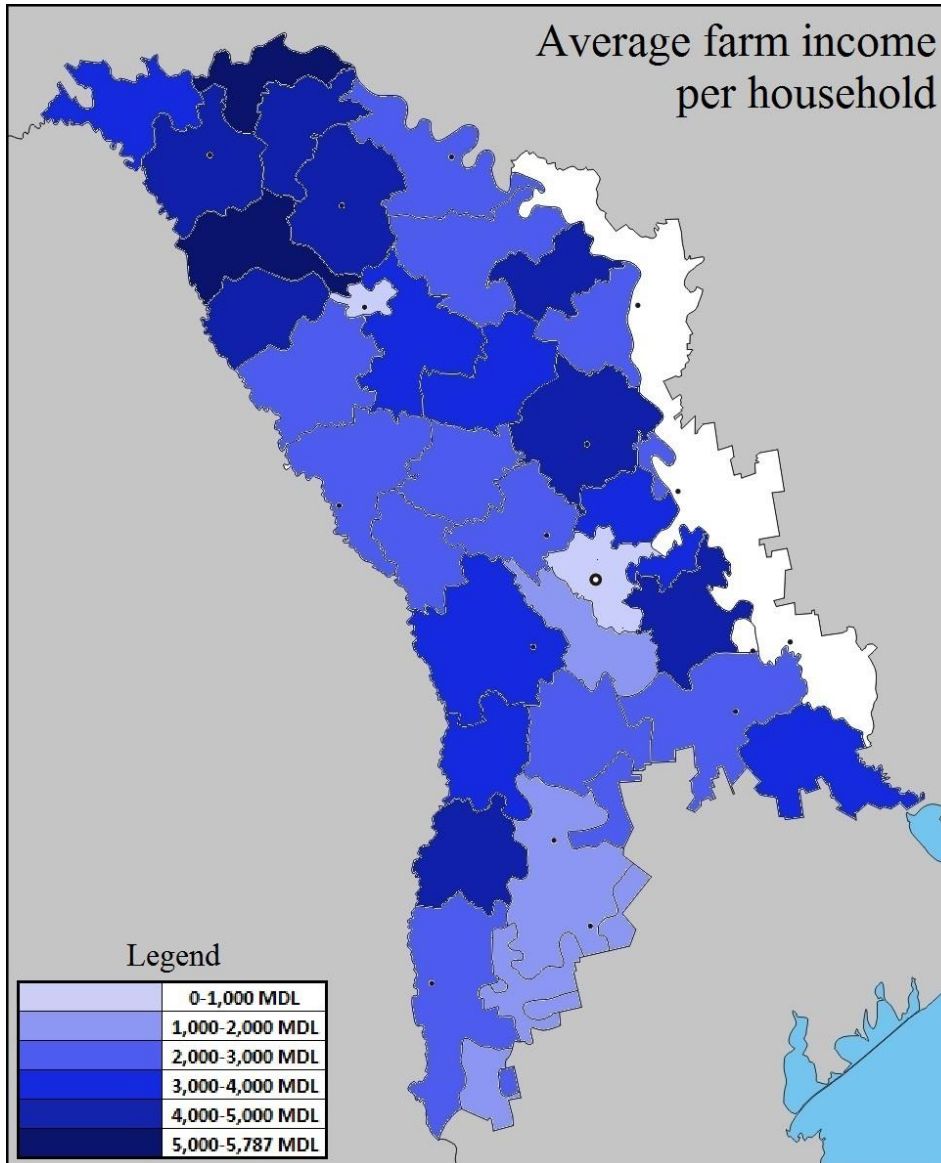 Average farm income
per household
Legend
0-1,000 MDL
1,000-2,000 MDL
2,000-3,000 MDL
3,000-4,000 MDL
4,000-5,000 MDL
5,000-5,787 MDL